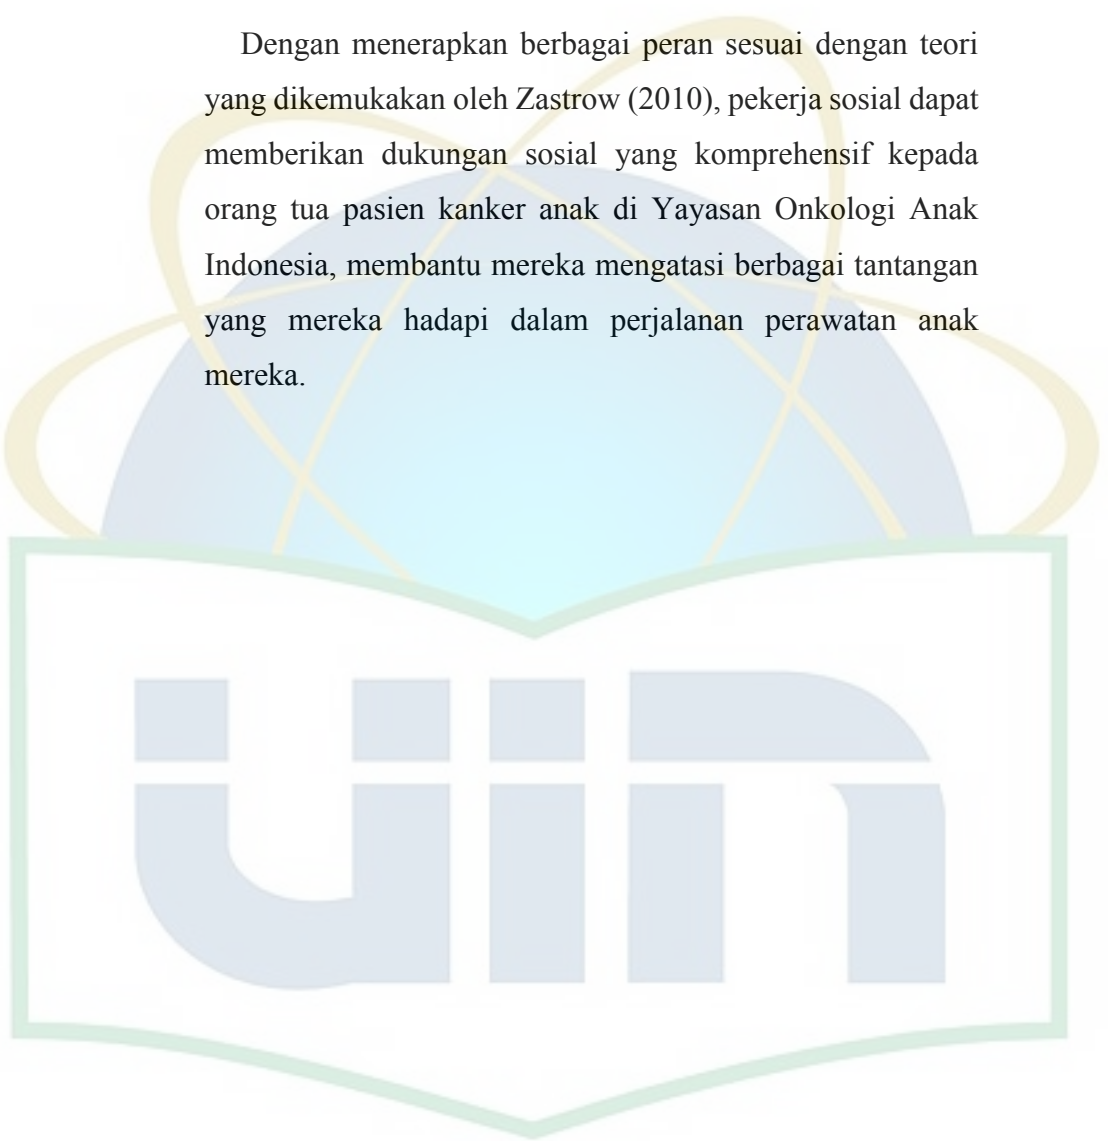 Dengan menerapkan berbagai peran sesuai dengan teori
yang dikemukakan oleh Zastrow (2010), pekerja sosial dapat
memberikan dukungan sosial yang komprehensif kepada
orang tua pasien kanker anak di Yayasan Onkologi Anak
Indonesia, membantu mereka mengatasi berbagai tantangan
yang mereka hadapi dalam perjalanan perawatan anak
mereka.
uin